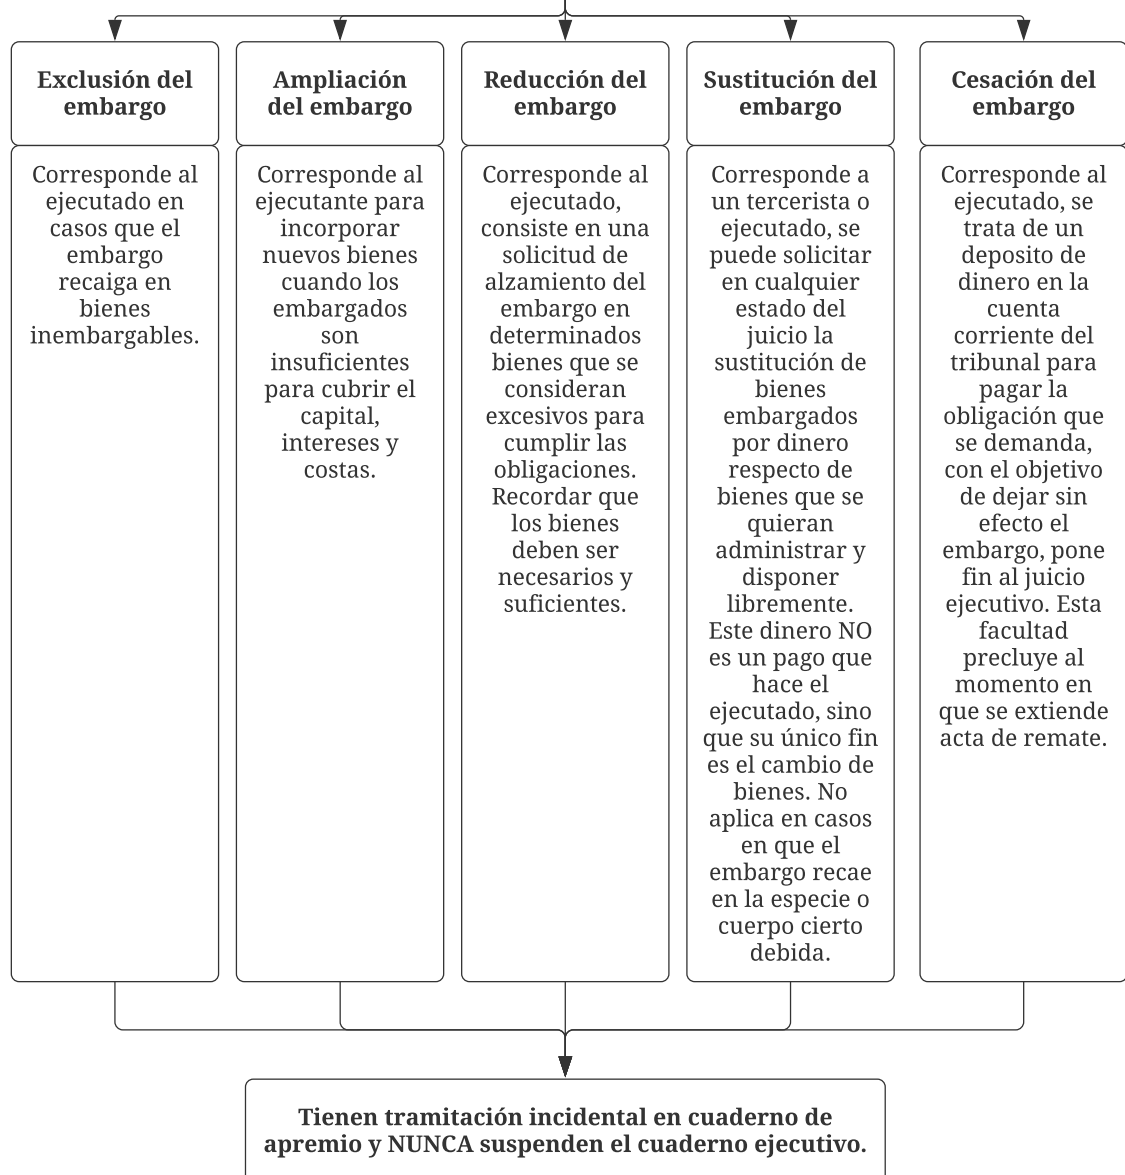 Exclusión del
embargo
Corresponde al
ejecutado en
casos que el
embargo
recaiga en
bienes
inembargables.
Ampliación
del embargo
Corresponde al
ejecutante para
incorporar
nuevos bienes
cuando los
embargados
son
insuficientes
para cubrir el
capital,
intereses y
costas.
Reducción del
embargo
Corresponde al
ejecutado,
consiste en una
solicitud de
alzamiento del
embargo en
determinados
bienes que se
consideran
excesivos para
cumplir las
obligaciones.
Recordar que
los bienes
deben ser
necesarios y
suficientes.
Sustitución del
embargo
Corresponde a
un tercerista o
ejecutado, se
puede solicitar
en cualquier
estado del
juicio la
sustitución de
bienes
embargados
por dinero
respecto de
bienes que se
quieran
administrar y
disponer
libremente.
Este dinero NO
es un pago que
hace el
ejecutado, sino
que su único fin
es el cambio de
bienes. No
aplica en casos
en que el
embargo recae
en la especie o
cuerpo cierto
debida.
Cesación del
embargo
Corresponde al
ejecutado, se
trata de un
deposito de
dinero en la
cuenta
corriente del
tribunal para
pagar la
obligación que
se demanda,
con el objetivo
de dejar sin
efecto el
embargo, pone
fin al juicio
ejecutivo. Esta
facultad
precluye al
momento en
que se extiende
acta de remate.
Tienen tramitación incidental en cuaderno de
apremio y NUNCA suspenden el cuaderno ejecutivo.